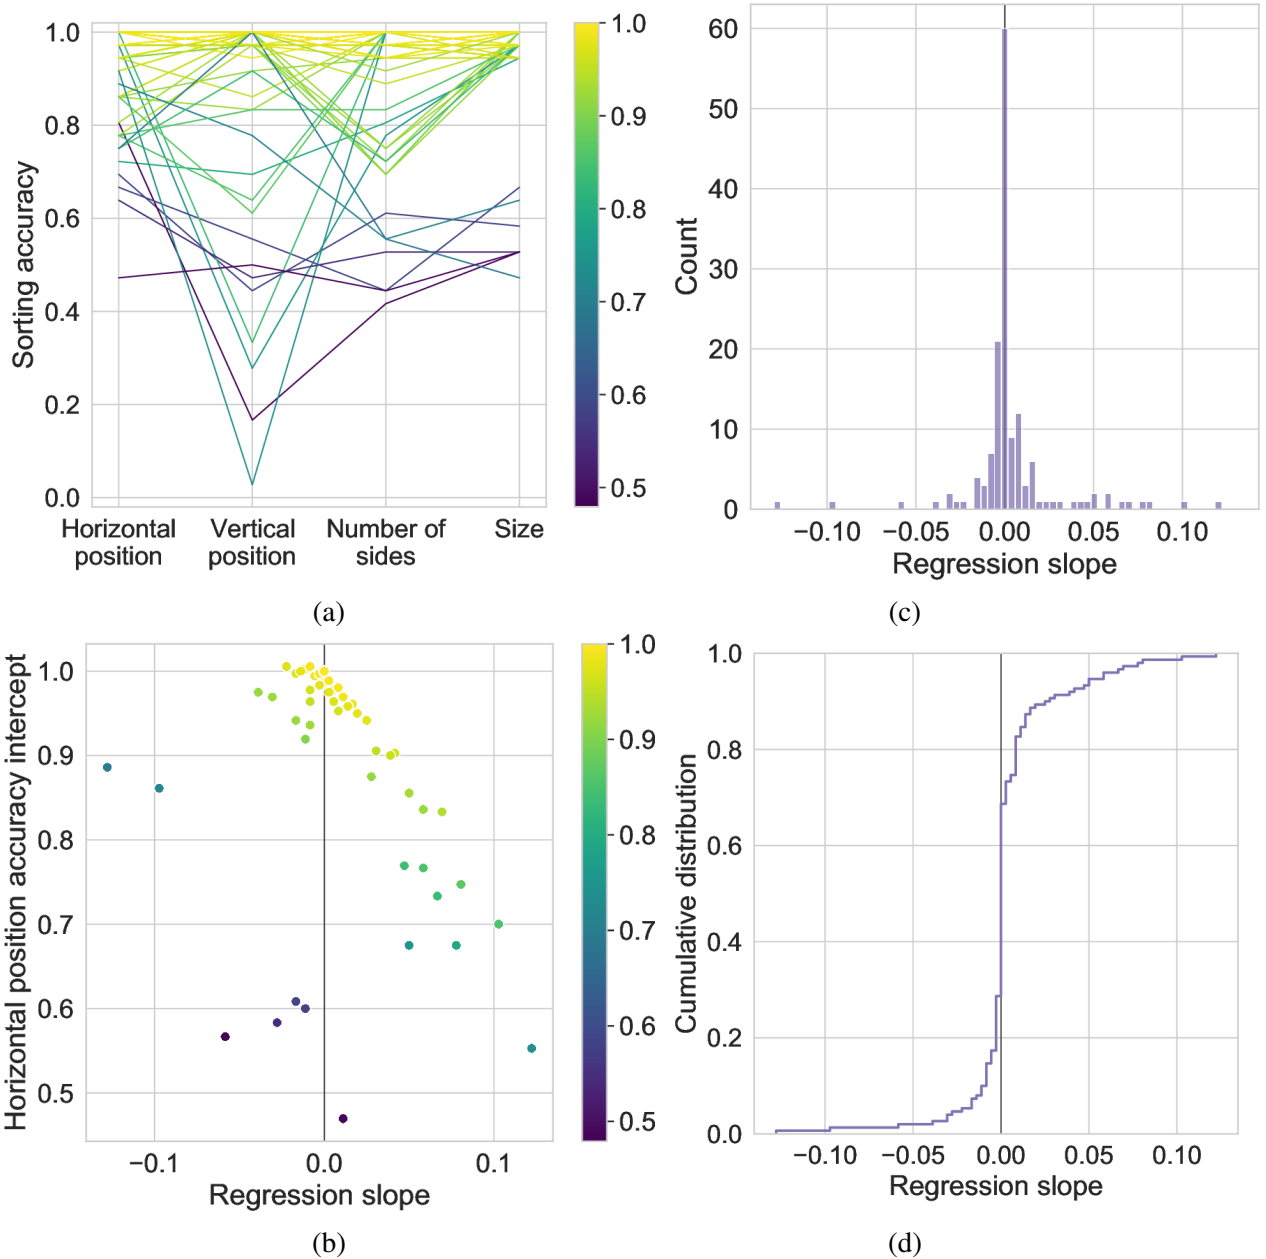 Sorting accuracy
1.0
0.8
0.6
0.4
0.2
0.0
Horizontal
position
Vertical
position
Number of
sides
Size
1.0
0.9
0.8
0.7
0.6
0.5
(a)
Count
60
50
40
30
20
10
0
−0.10 −0.05 0.00 0.05 0.10
Regression slope
(c)
Horizontal position accuracy intercept
1.0
0.9
0.8
0.7
0.6
0.5
−0.1 0.0 0.1
Regression slope
1.0
0.9
0.8
0.7
0.6
0.5
(b)
Cumulative distribution
1.0
0.8
0.6
0.4
0.2
0.0
−0.10 −0.05 0.00 0.05 0.10
Regression slope
(d)